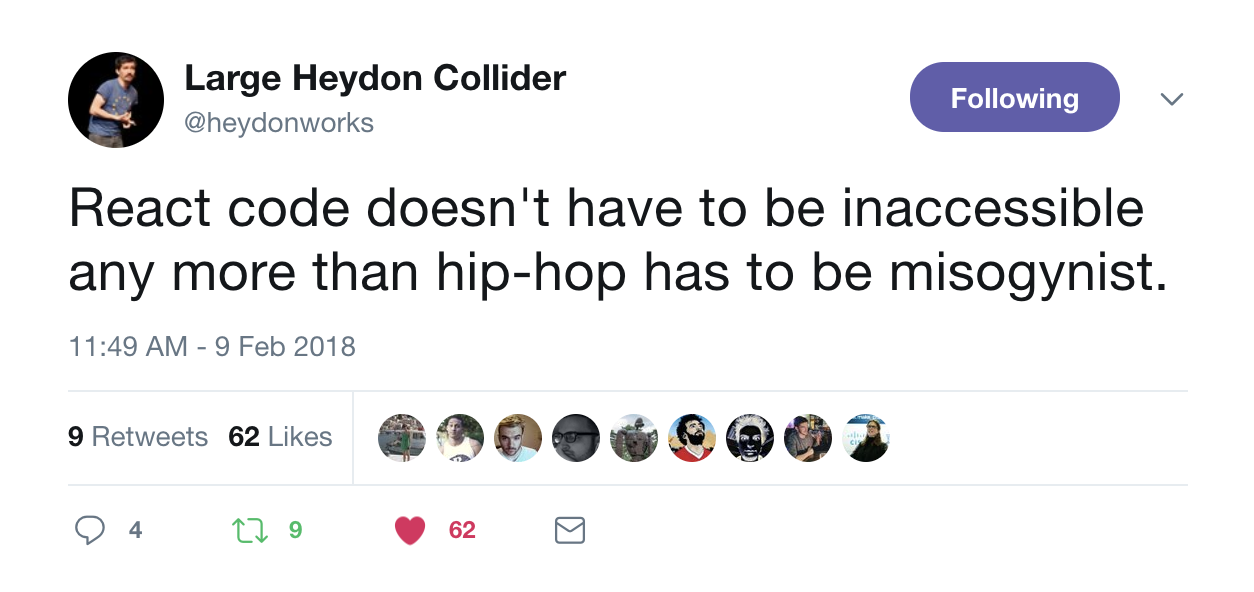 Large Heydon Collider
@heydonworks
Following
React code doesn't have to be inaccessible
any more than hip-hop has to be misogynist.
11:49 AM - 9 Feb 2018
9 Retweets 62 Likes
4 9 62